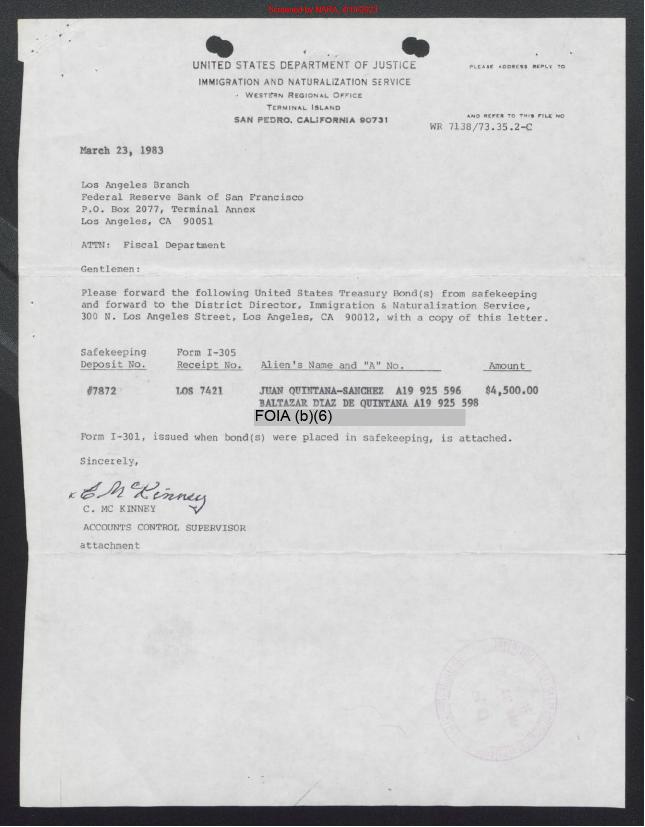 Screened by NARA, 6/14/2023
UNITED STATES DEPARTMENT OF JUSTICE
IMMIGRATION AND NATURALIZATION SERVICE
WESTERN REGIONAL OFFICE
TERMINAL ISLAND
SAN PEDRO, CALIFORNIA 90731
PLEASE ADDRESS REPLY TO
AND REFER TO THIS FILE NO
WR 7138/73.35.2-C
March 23, 1983
Los Angeles Branch
Federal Reserve Bank of San Francisco
P.O. Box 2077, Terminal Annex
Los Angeles, CA 90051
ATTN: Fiscal Department
Gentlemen:
Please forward the following United States Treasury Bond(s) from safekeeping
and forward to the District Director, Immigration & Naturalization Service,
300 N. Los Angeles Street, Los Angeles, CA 90012, with a copy of this letter.
Safekeeping Form I-305
Deposit No. Receipt No. Alien's Name and "A" No. Amount
#7872 LOS 7421 JUAN QUINTANA-SANCHEZ A19 925 596 $4,500.00
BALTAZAR DIAZ DE QUINTANA A19 925 598
FOIA (b)(6)
Form I-301, issued when bond(s) were placed in safekeeping, is attached.
Sincerely,
C. McKinney
C. MC KINNEY
ACCOUNTS CONTROL SUPERVISOR
attachment